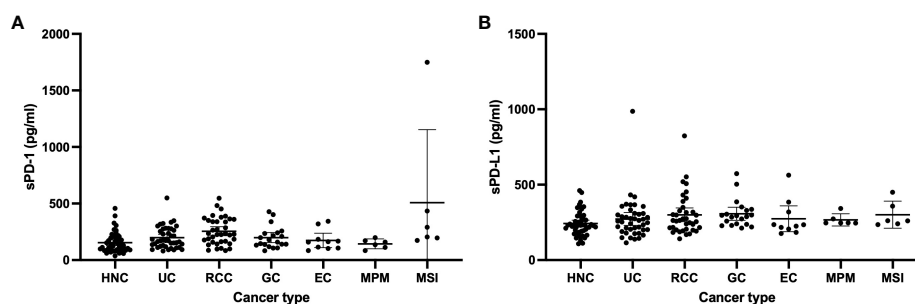 A
2000
1500
1000
500
0
sPD-1 (pg/ml)
HNC UC RCC GC EC MPM MSI
Cancer type
B
1500
1000
500
0
sPD-L1 (pg/ml)
HNC UC RCC GC EC MPM MSI
Cancer type